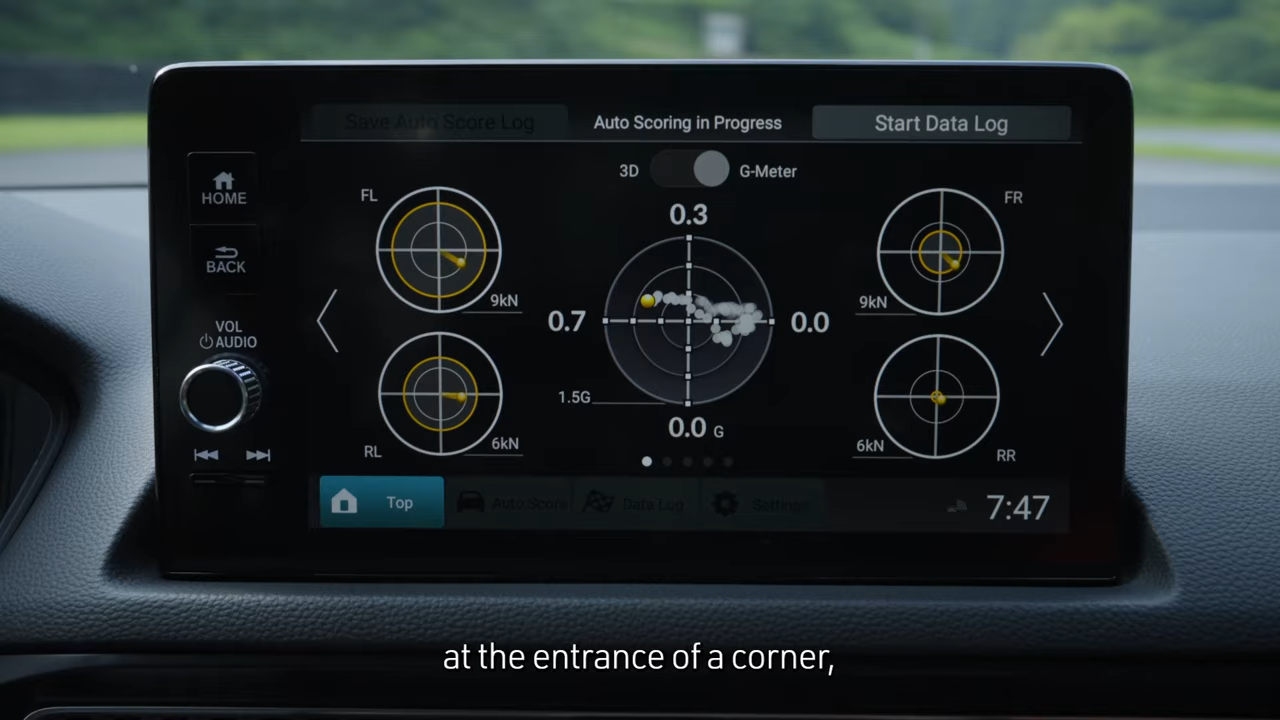 Save Auto Score Log
Auto Scoring in Progress
Start Data Log
3D
G-Meter
HOME
BACK
VOL
AUDIO
FL
9kN
FR
9kN
0.3
0.7
0.0
1.5G
0.0 G
RL
6kN
6kN
RR
Top
Auto Score
Data Log
Settings
7:47
at the entrance of a corner,